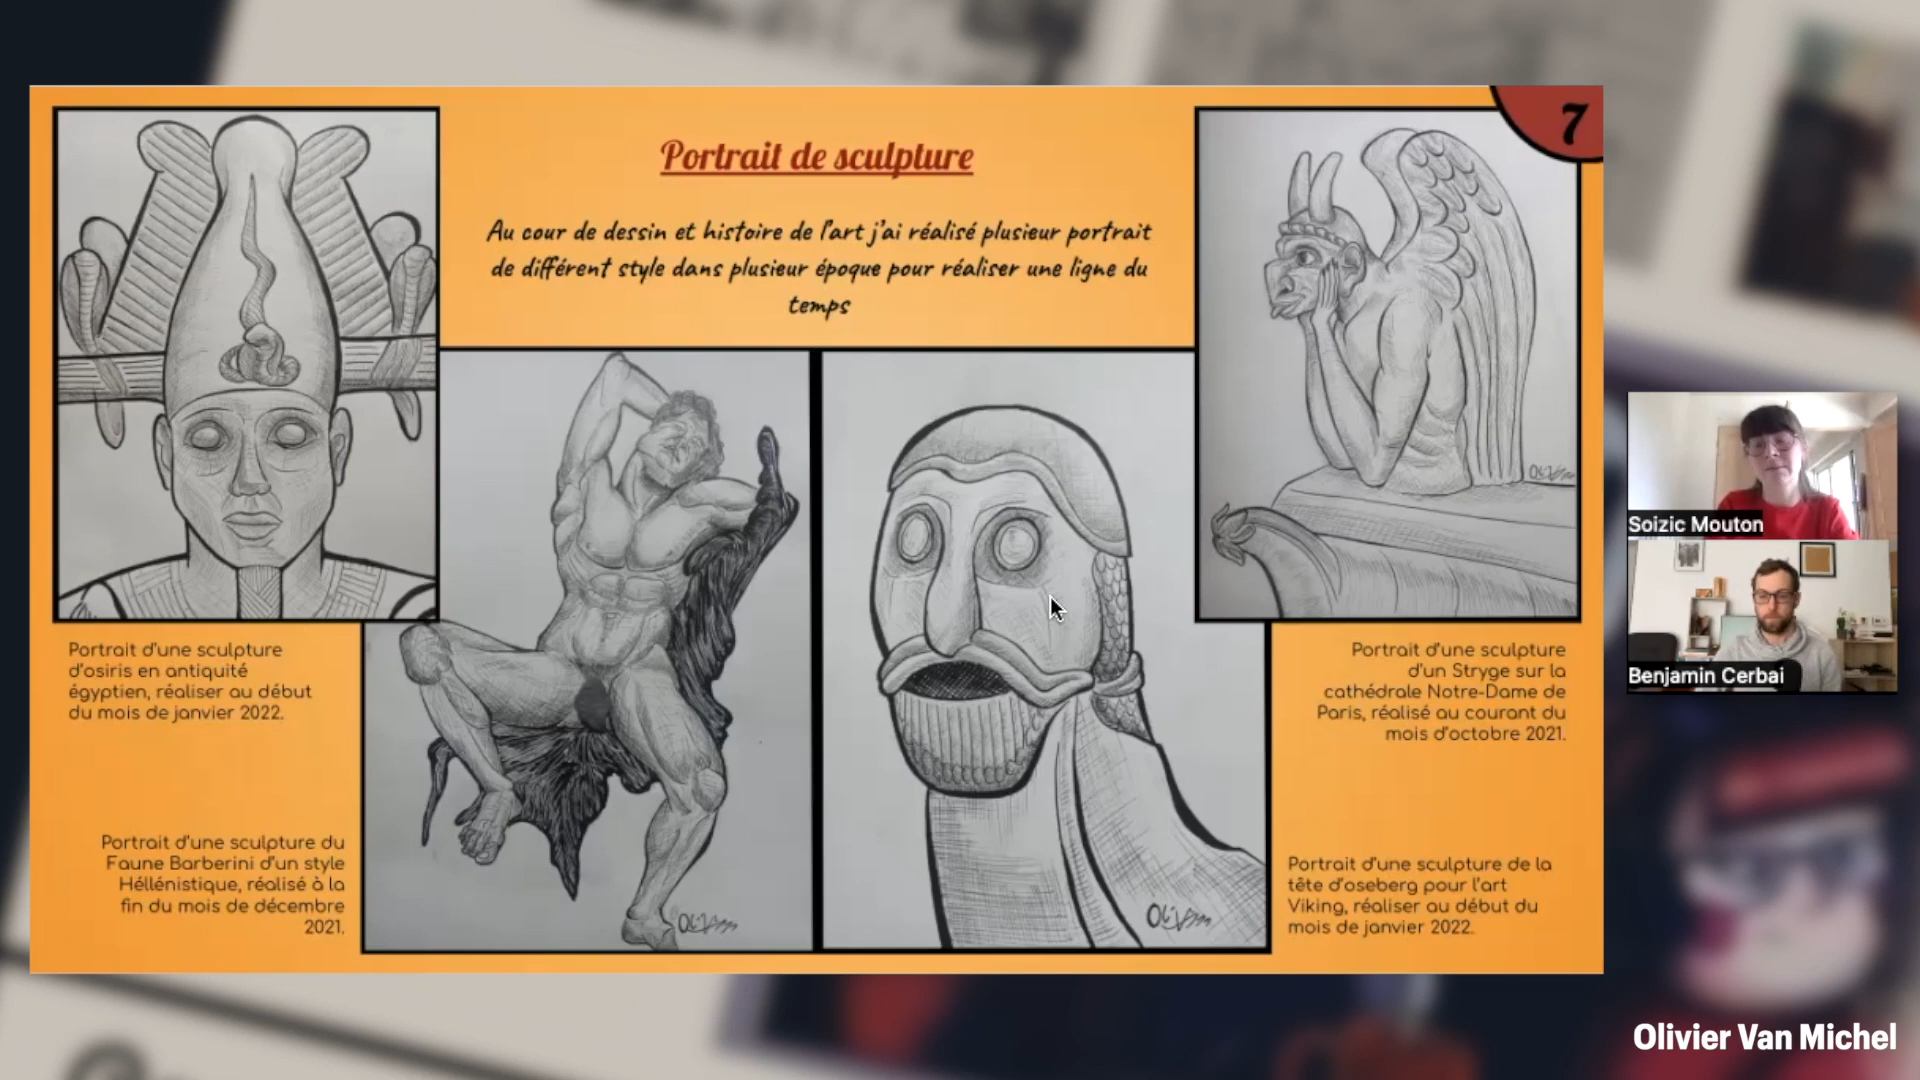 7
Portrait de sculpture
Au cour de dessin et histoire de l'art j'ai réalisé plusieur portrait
de différent style dans plusieur époque pour réaliser une ligne du
temps
Portrait d'une sculpture
d'osiris en antiquité
égyptien, réaliser au début
du mois de janvier 2022.
Portrait d'une sculpture du
Faune Barberini d'un style
Héllénistique, réalisé à la
fin du mois de décembre
2021.
Portrait d'une sculpture
d'un Stryge sur la
cathédrale Notre-Dame de
Paris, réalisé au courant du
mois d'octobre 2021.
Portrait d'une sculpture de la
tête d'oseberg pour l'art
Viking, réaliser au début du
mois de janvier 2022.
Soizic Mouton
Benjamin Cerbai
Olivier Van Michel